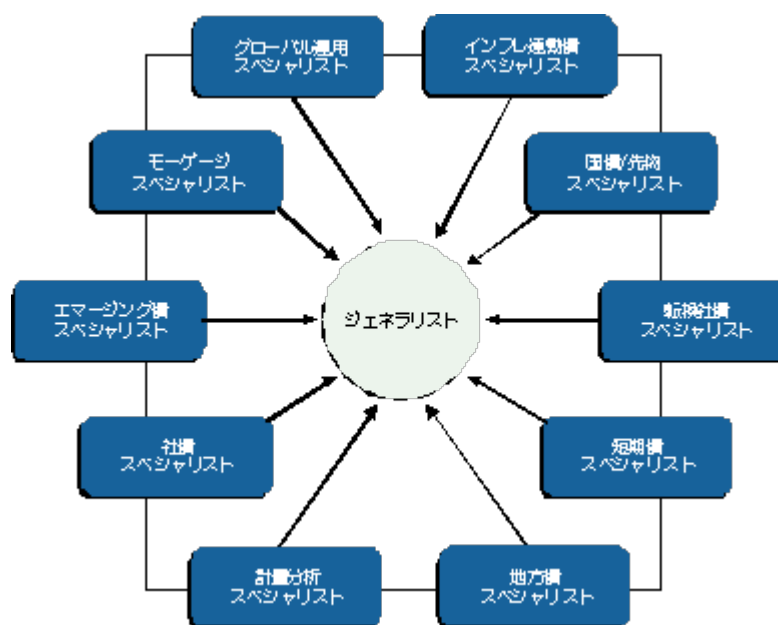 グローバル運用
スペシャリスト
インフレ連動債
スペシャリスト
モーゲージ
スペシャリスト
国債/先物
スペシャリスト
エマージング債
スペシャリスト
ジェネラリスト
転換社債
スペシャリスト
社債
スペシャリスト
短期債
スペシャリスト
計量分析
スペシャリスト
地方債
スペシャリスト